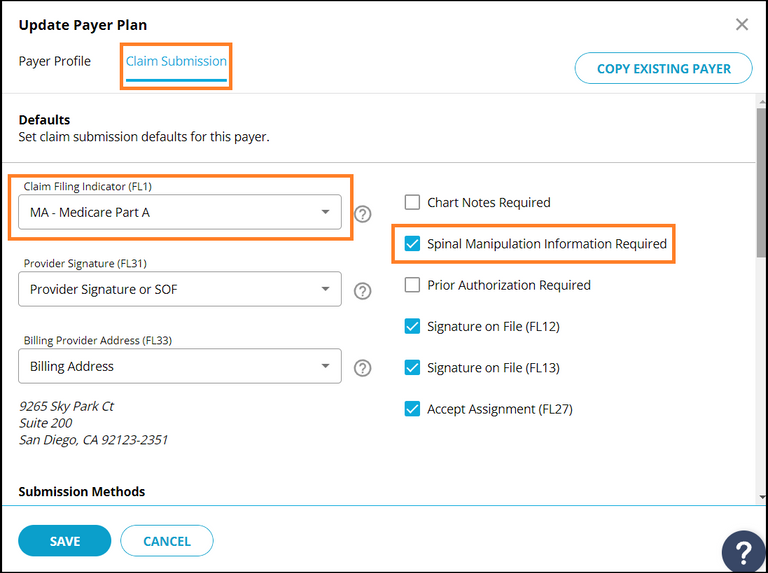 Update Payer Plan
Payer Profile
Claim Submission
COPY EXISTING PAYER
Defaults
Set claim submission defaults for this payer.
Claim Filing Indicator (FL1)
MA - Medicare Part A
Provider Signature (FL31)
Provider Signature or SOF
Billing Provider Address (FL33)
Billing Address
9265 Sky Park Ct
Suite 200
San Diego, CA 92123-2351
Chart Notes Required
Spinal Manipulation Information Required
Prior Authorization Required
Signature on File (FL12)
Signature on File (FL13)
Accept Assignment (FL27)
Submission Methods
SAVE
CANCEL